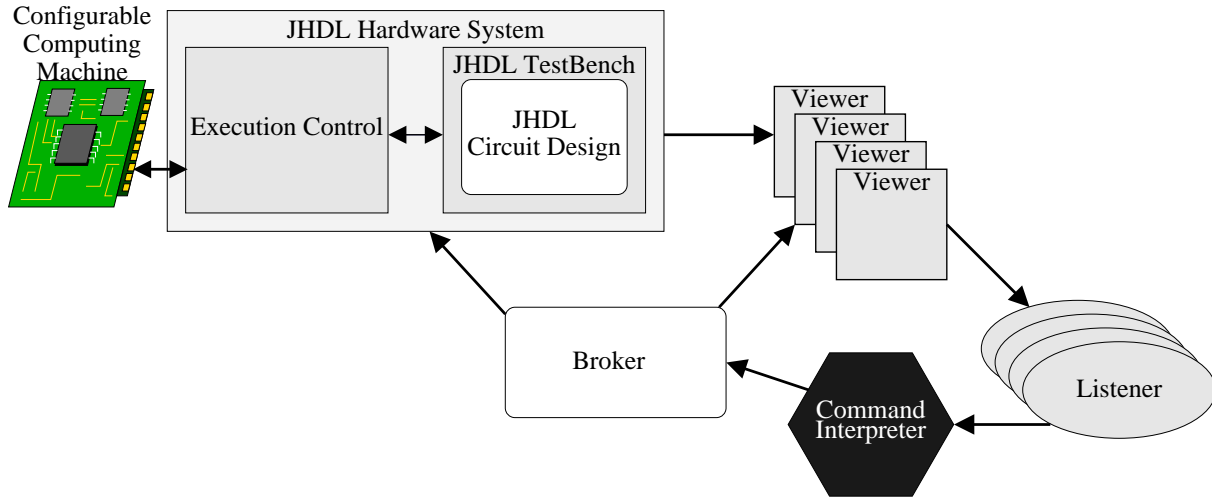 Configurable
Computing
Machine
JHDL Hardware System
Execution Control
JHDL TestBench
JHDL
Circuit Design
Viewer
Viewer
Viewer
Viewer
Broker
Command
Interpreter
Listener